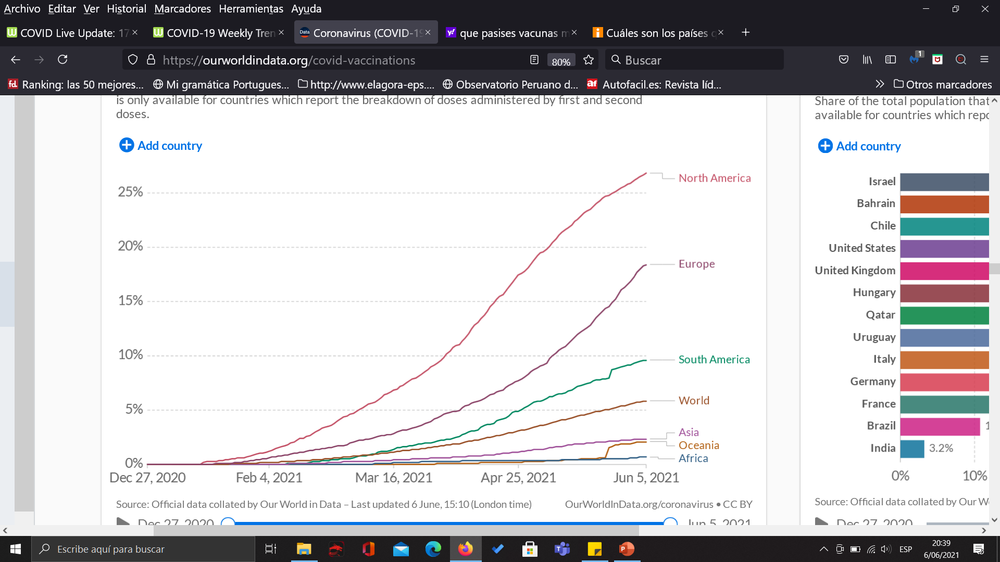 Archivo Editar Ver Historial Marcadores Herramientas Ayuda
COVID Live Update: 17 COVID-19 Weekly Tren Coronavirus (COVID-19 que pasises vacunas m Cuáles son los países q
https://ourworldindata.org/covid-vaccinations 80% Buscar 1
Ranking: las 50 mejores... Mi gramática Portugues... http://www.elagora-eps.... Observatorio Peruano d... Autofacil.es: Revista líd... Otros marcadores
is only available for countries which report the breakdown of doses administered by first and second
doses.
Add country
25%
20%
15%
10%
5%
0%
North America
Europe
South America
World
Asia
Oceania
Africa
Dec 27, 2020 Feb 4, 2021 Mar 16, 2021 Apr 25, 2021 Jun 5, 2021
Source: Official data collated by Our World in Data – Last updated 6 June, 15:10 (London time) OurWorldInData.org/coronavirus • CC BY
Dec 27, 2020 Jun 5, 2021
Share of the total population that
available for countries which repo
Add country
Israel
Bahrain
Chile
United States
United Kingdom
Hungary
Qatar
Uruguay
Italy
Germany
France
Brazil 1
India 3.2%
0% 10%
Source: Official data collated by Our W
Dec 27, 2020
Escribe aquí para buscar ESP 20:39
6/06/2021